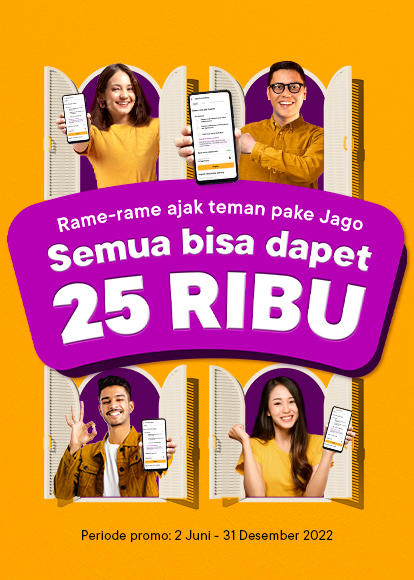 Rame-rame ajak teman pake Jago
Semua bisa dapet
25 RIBU
Periode promo: 2 Juni - 31 Desember 2022